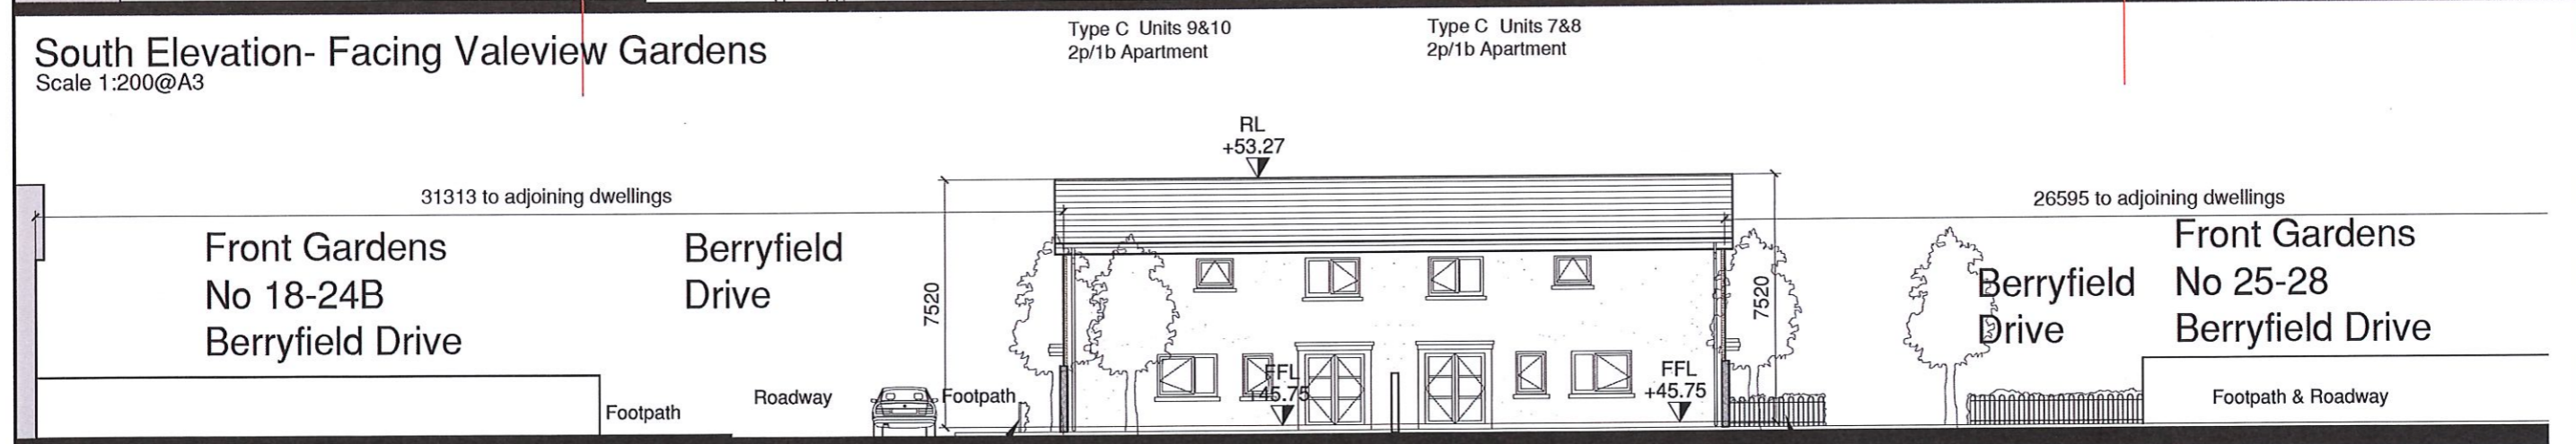 South Elevation- Facing Valeview Gardens
Scale 1:200@A3
Type C Units 9&10
2p/1b Apartment
Type C Units 7&8
2p/1b Apartment
RL
+53.27
31313 to adjoining dwellings
26595 to adjoining dwellings
Front Gardens
No 18-24B
Berryfield Drive
Berryfield
Drive
7520
7520
Berryfield
Drive
Front Gardens
No 25-28
Berryfield Drive
FFL
+45.75
FFL
+45.75
Footpath
Roadway
Footpath
Footpath & Roadway